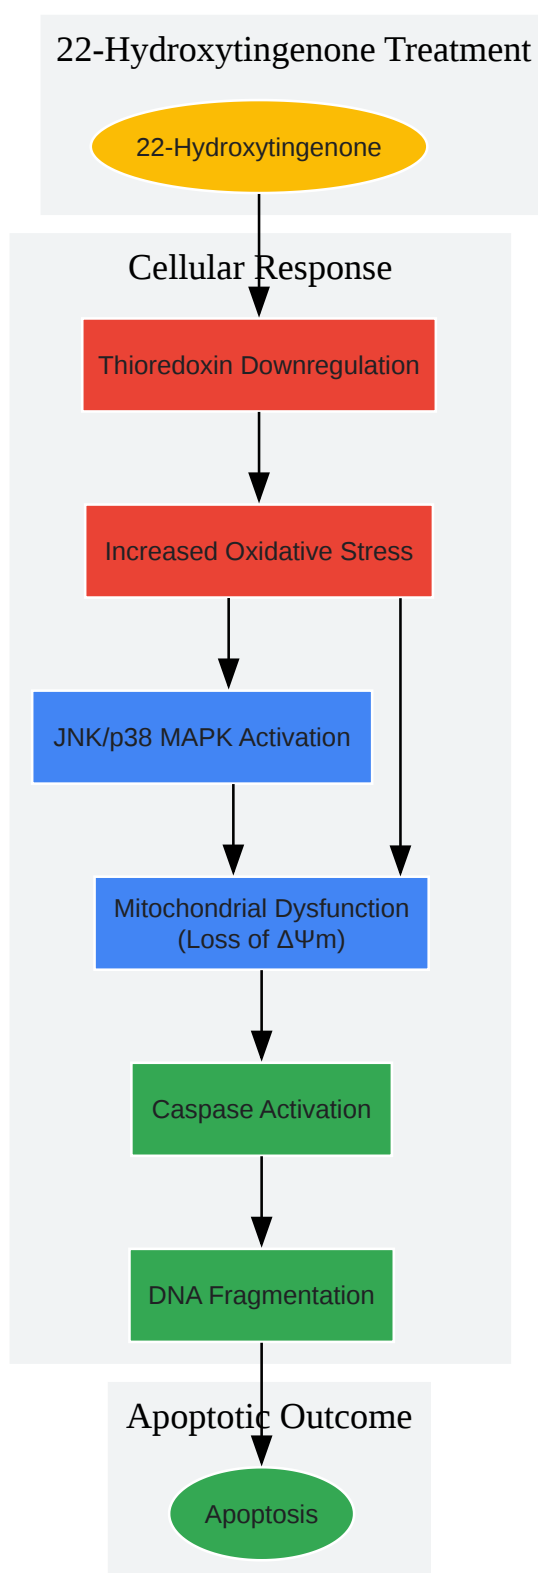 22-Hydroxytingenone Treatment
22-Hydroxytingenone
Cellular Response
Thioredoxin Downregulation
Increased Oxidative Stress
JNK/p38 MAPK Activation
Mitochondrial Dysfunction
(Loss of ΔΨm)
Caspase Activation
DNA Fragmentation
Apoptotic Outcome
Apoptosis